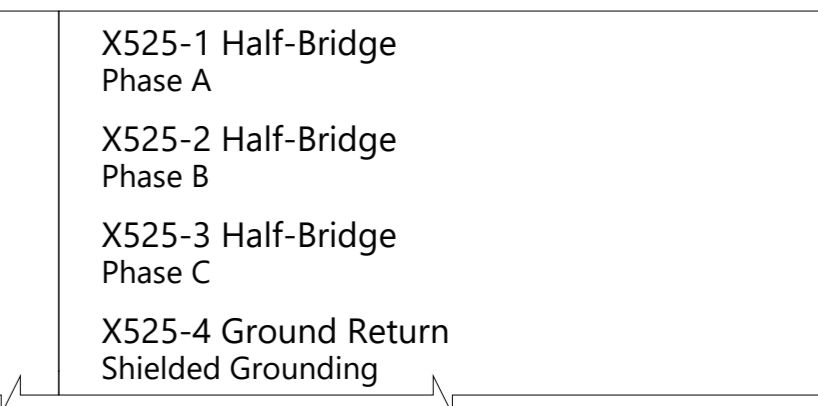 X525-1 Half-Bridge
Phase A
X525-2 Half-Bridge
Phase B
X525-3 Half-Bridge
Phase C
X525-4 Ground Return
Shielded Grounding